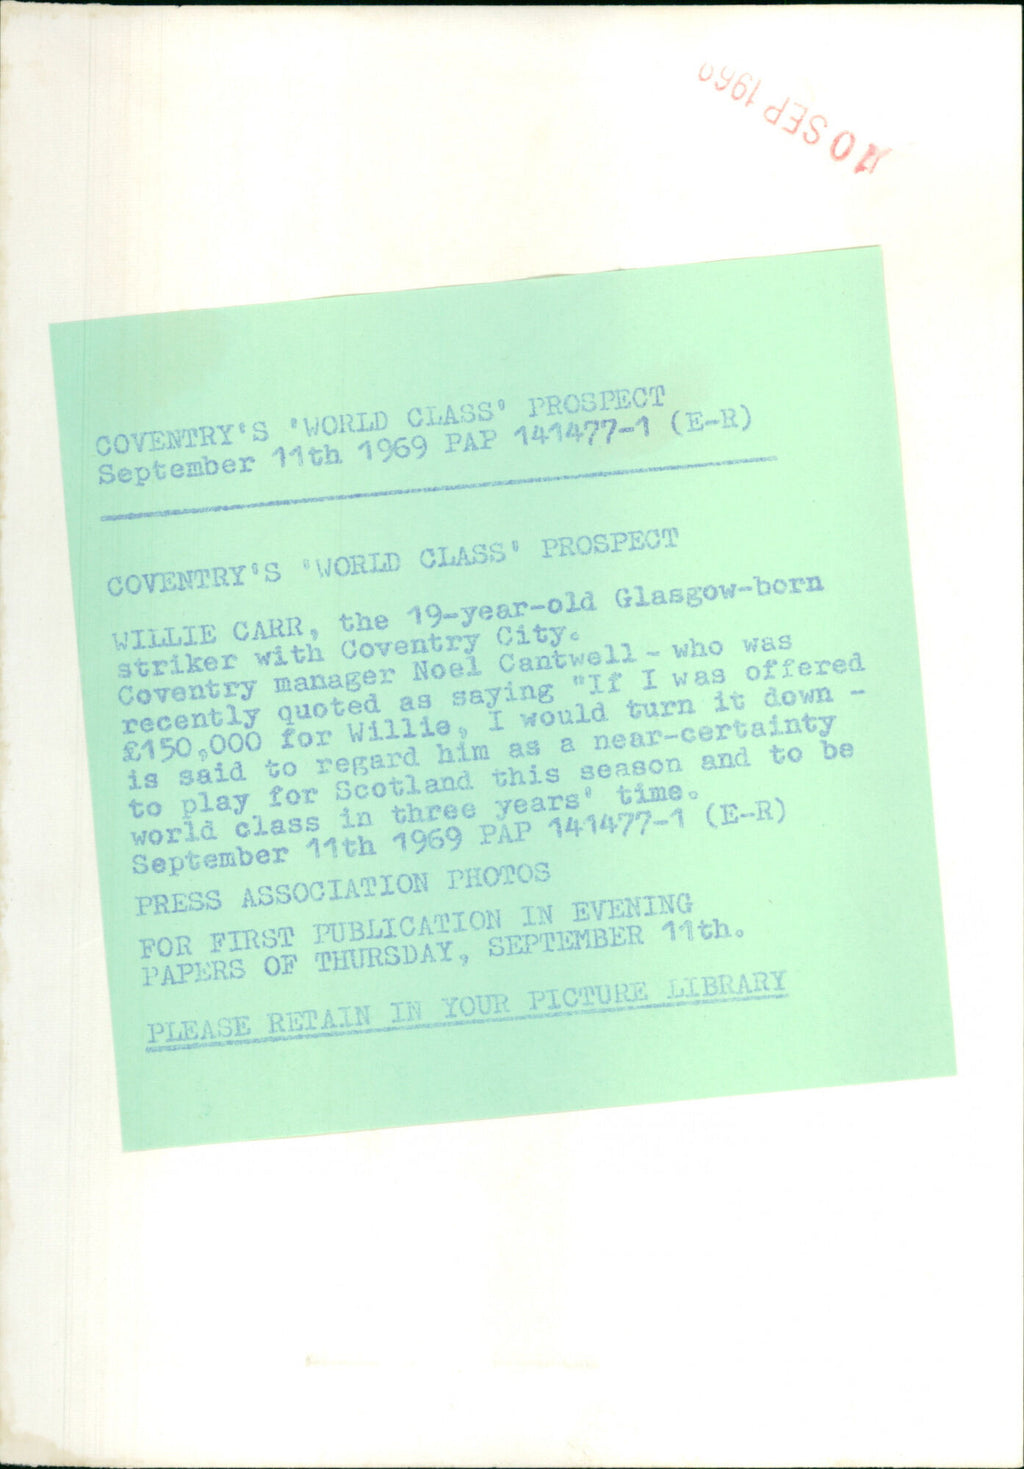 10 SEP 1969
COVENTRY'S 'WORLD CLASS' PROSPECT
September 11th 1969 PAP 141477-1 (E-R)
COVENTRY'S 'WORLD CLASS' PROSPECT
WILLIE CARR, the 19-year-old Glasgow-born
striker with Coventry City.
Coventry manager Noel Cantwell - who was
recently quoted as saying "If I was offered
£150,000 for Willie, I would turn it down -
is said to regard him as a near-certainty
to play for Scotland this season and to be
world class in three years' time.
September 11th 1969 PAP 141477-1 (E-R)
PRESS ASSOCIATION PHOTOS
FOR FIRST PUBLICATION IN EVENING
PAPERS OF THURSDAY, SEPTEMBER 11th.
PLEASE RETAIN IN YOUR PICTURE LIBRARY